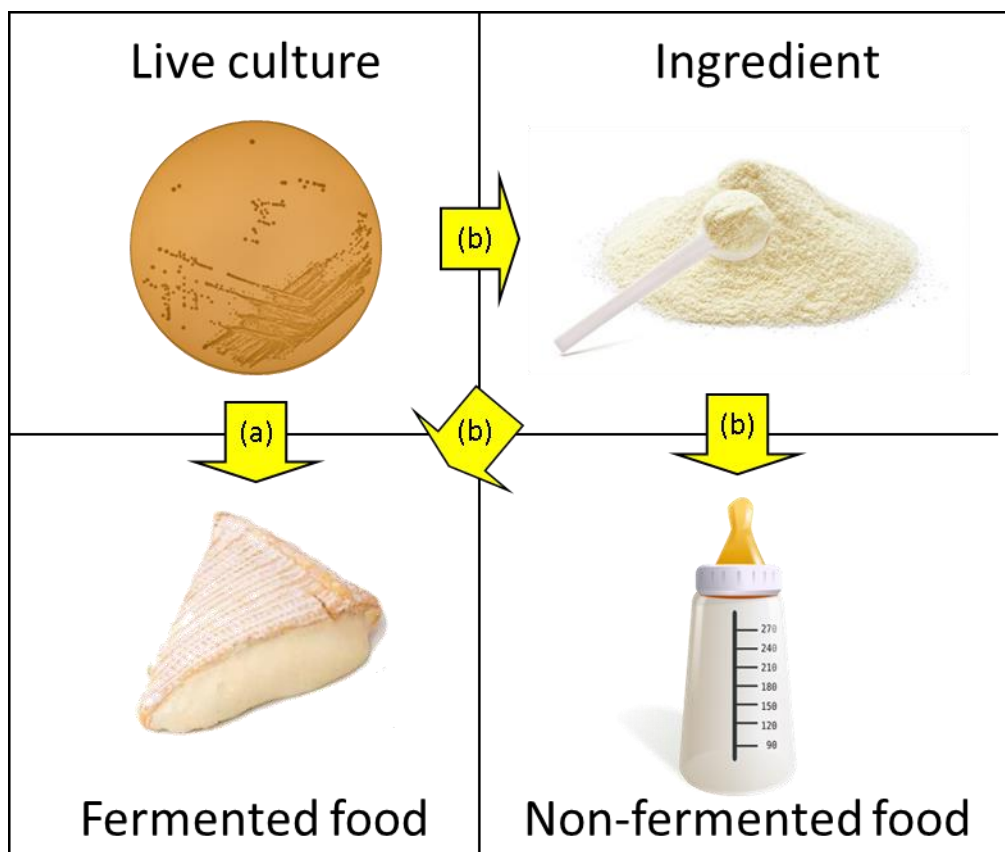 Live culture
Ingredient
(b)
(a)
(b)
(b)
270
240
210
180
150
120
90
Fermented food
Non-fermented food